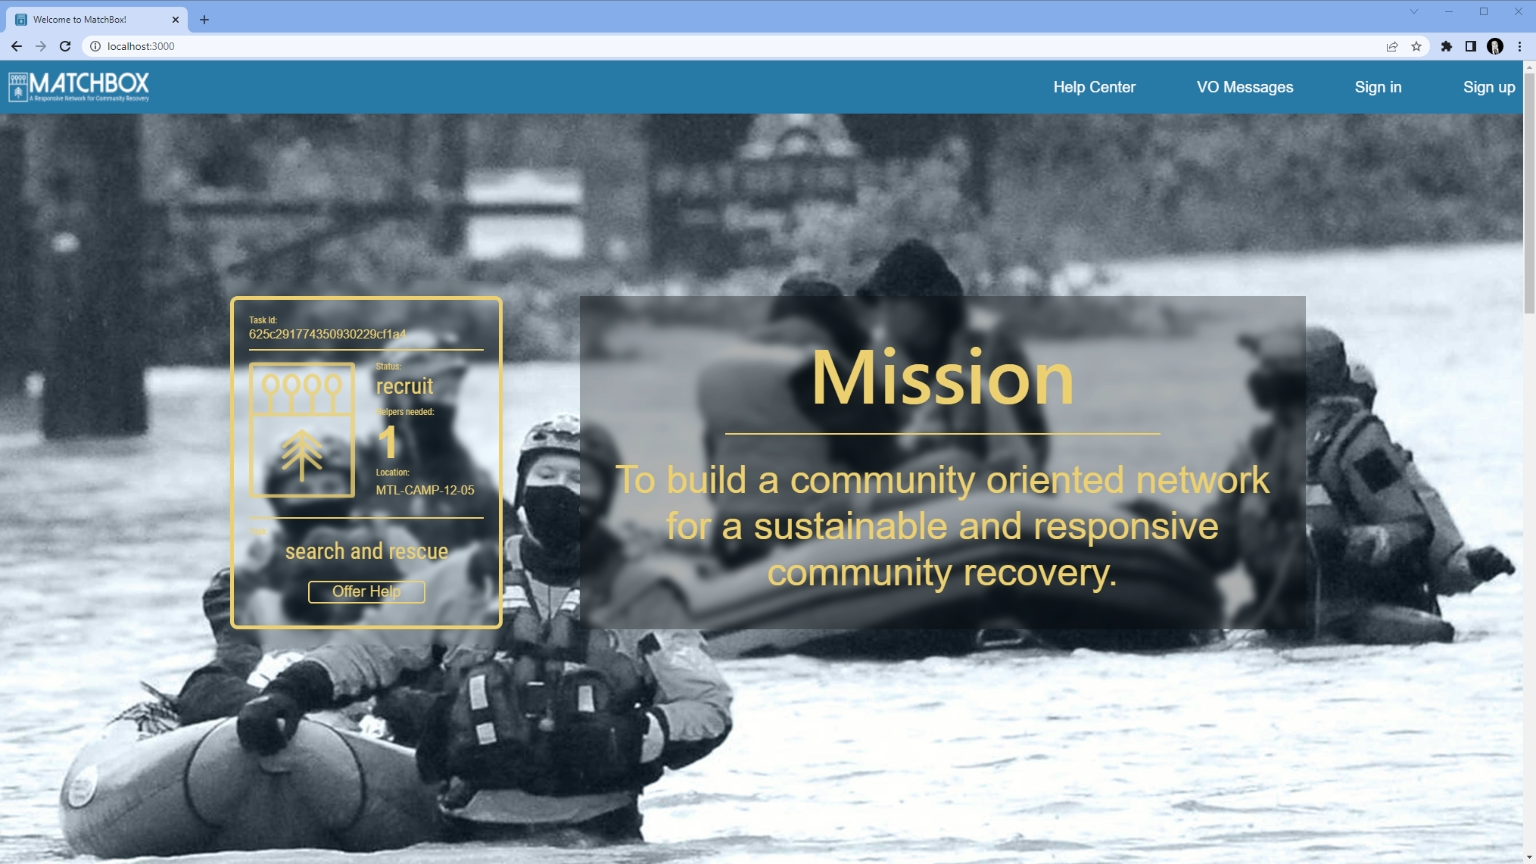 Welcome to MatchBox!
localhost:3000
MATCHBOX
A Responsive Network for Community Recovery
Help Center
VO Messages
Sign in
Sign up
Task id:
625c291774350930229cf1a4
Status:
recruit
Helpers needed:
1
Location:
MTL-CAMP-12-05
search and rescue
Offer Help
Mission
To build a community oriented network
for a sustainable and responsive
community recovery.